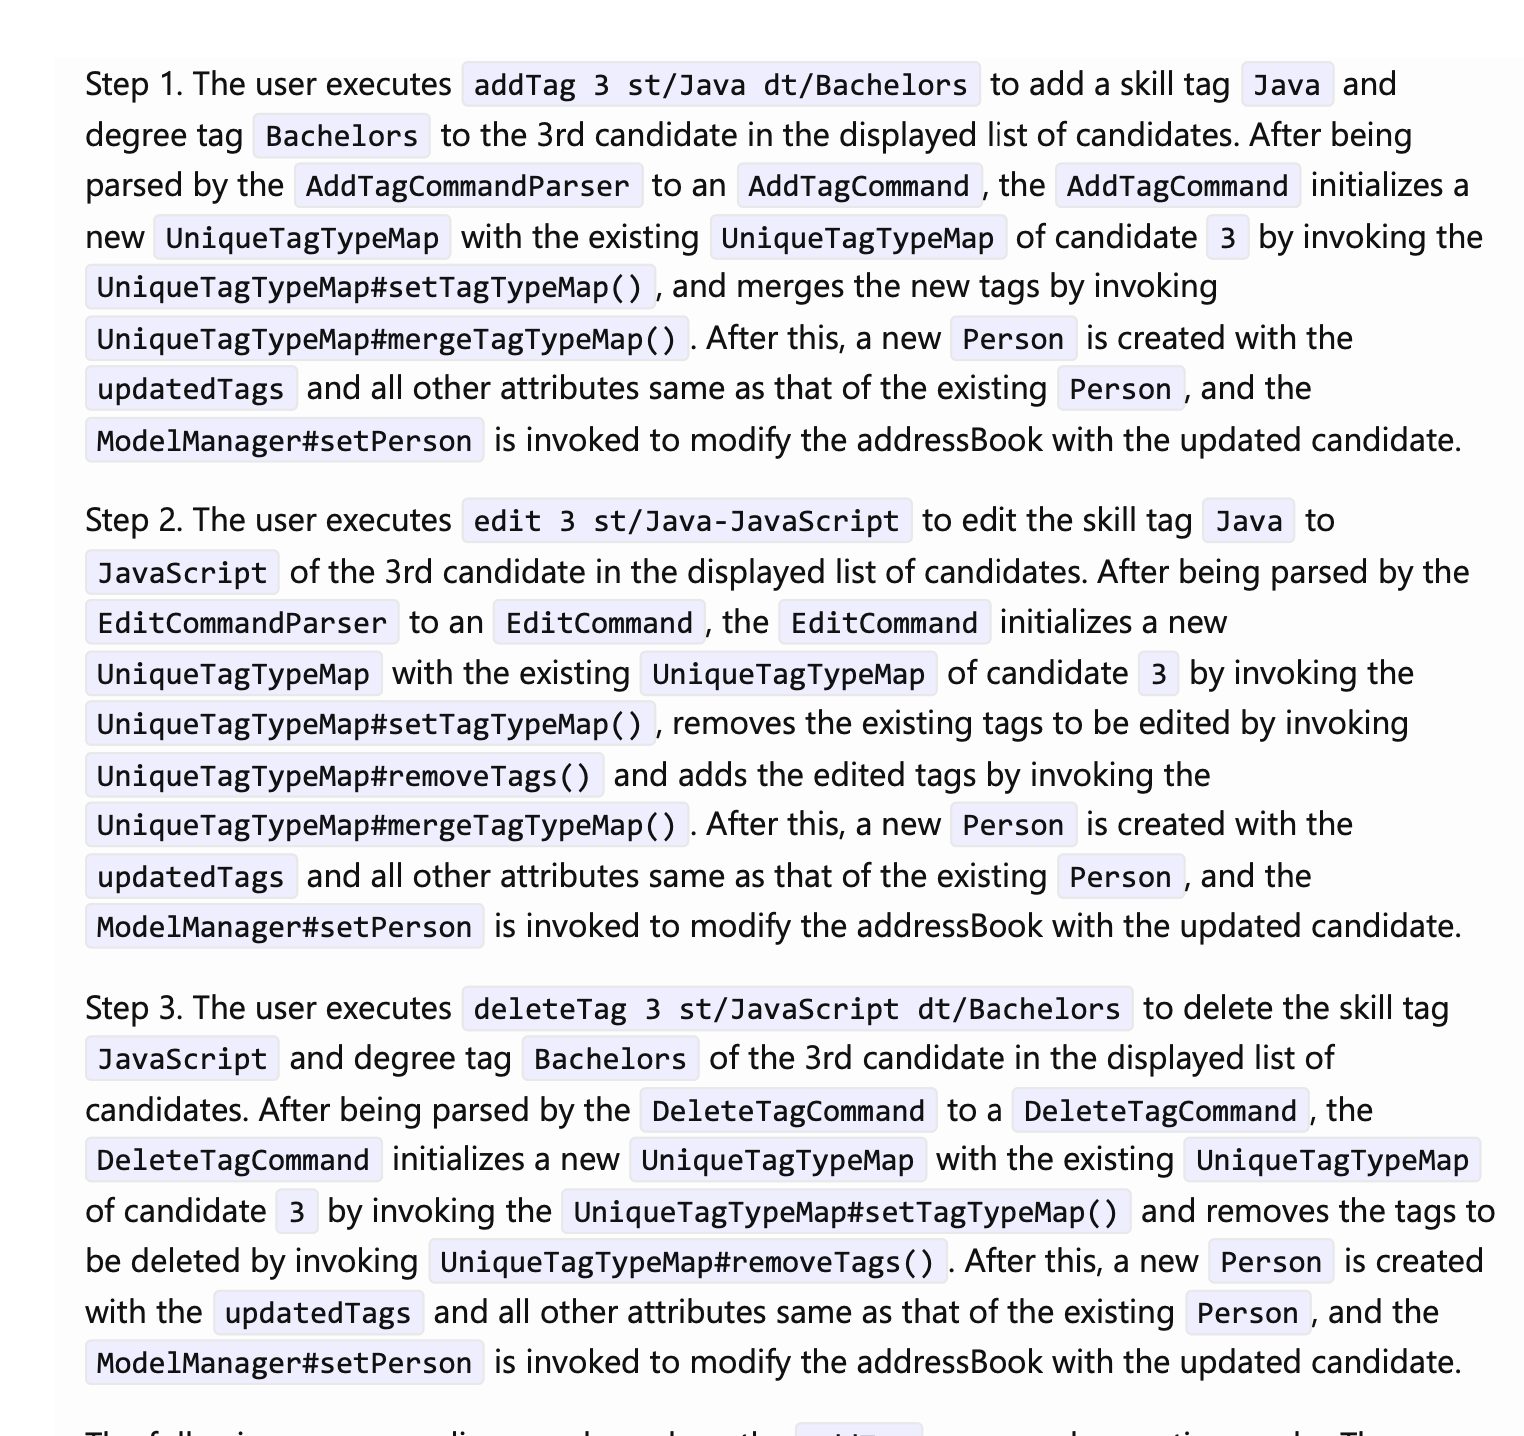 Step 1. The user executes addTag 3 st/Java dt/Bachelors to add a skill tag Java and
degree tag Bachelors to the 3rd candidate in the displayed list of candidates. After being
parsed by the AddTagCommandParser to an AddTagCommand, the AddTagCommand initializes a
new UniqueTagTypeMap with the existing UniqueTagTypeMap of candidate 3 by invoking the
UniqueTagTypeMap#setTagTypeMap(), and merges the new tags by invoking
UniqueTagTypeMap#mergeTagTypeMap(). After this, a new Person is created with the
updatedTags and all other attributes same as that of the existing Person, and the
ModelManager#setPerson is invoked to modify the addressBook with the updated candidate.
Step 2. The user executes edit 3 st/Java-JavaScript to edit the skill tag Java to
JavaScript of the 3rd candidate in the displayed list of candidates. After being parsed by the
EditCommandParser to an EditCommand, the EditCommand initializes a new
UniqueTagTypeMap with the existing UniqueTagTypeMap of candidate 3 by invoking the
UniqueTagTypeMap#setTagTypeMap(), removes the existing tags to be edited by invoking
UniqueTagTypeMap#removeTags() and adds the edited tags by invoking the
UniqueTagTypeMap#mergeTagTypeMap(). After this, a new Person is created with the
updatedTags and all other attributes same as that of the existing Person, and the
ModelManager#setPerson is invoked to modify the addressBook with the updated candidate.
Step 3. The user executes deleteTag 3 st/JavaScript dt/Bachelors to delete the skill tag
JavaScript and degree tag Bachelors of the 3rd candidate in the displayed list of
candidates. After being parsed by the DeleteTagCommand to a DeleteTagCommand, the
DeleteTagCommand initializes a new UniqueTagTypeMap with the existing UniqueTagTypeMap
of candidate 3 by invoking the UniqueTagTypeMap#setTagTypeMap() and removes the tags to
be deleted by invoking UniqueTagTypeMap#removeTags(). After this, a new Person is created
with the updatedTags and all other attributes same as that of the existing Person, and the
ModelManager#setPerson is invoked to modify the addressBook with the updated candidate.